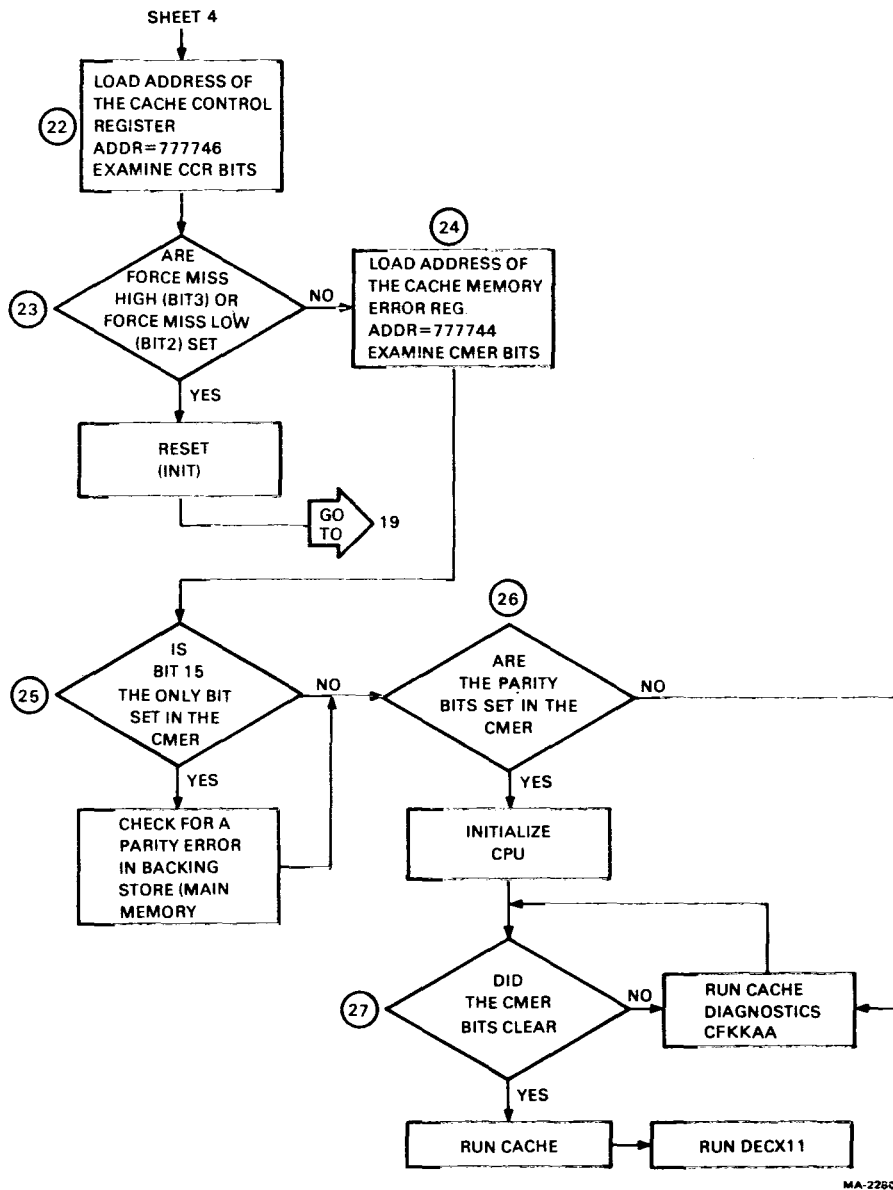 SHEET 4
LOAD ADDRESS OF
THE CACHE CONTROL
REGISTER
ADDR=777746
EXAMINE CCR BITS
22
ARE
FORCE MISS
HIGH (BIT3) OR
FORCE MISS LOW
(BIT2) SET
23
NO
YES
24
LOAD ADDRESS OF
THE CACHE MEMORY
ERROR REG.
ADDR=777744
EXAMINE CMER BITS
RESET
(INIT)
GO
TO
19
IS
BIT 15
THE ONLY BIT
SET IN THE
CMER
25
NO
YES
26
ARE
THE PARITY
BITS SET IN THE
CMER
NO
YES
CHECK FOR A
PARITY ERROR
IN BACKING
STORE (MAIN
MEMORY
INITIALIZE
CPU
DID
THE CMER
BITS CLEAR
27
NO
YES
RUN CACHE
DIAGNOSTICS
CFKKAA
RUN CACHE
RUN DECX11